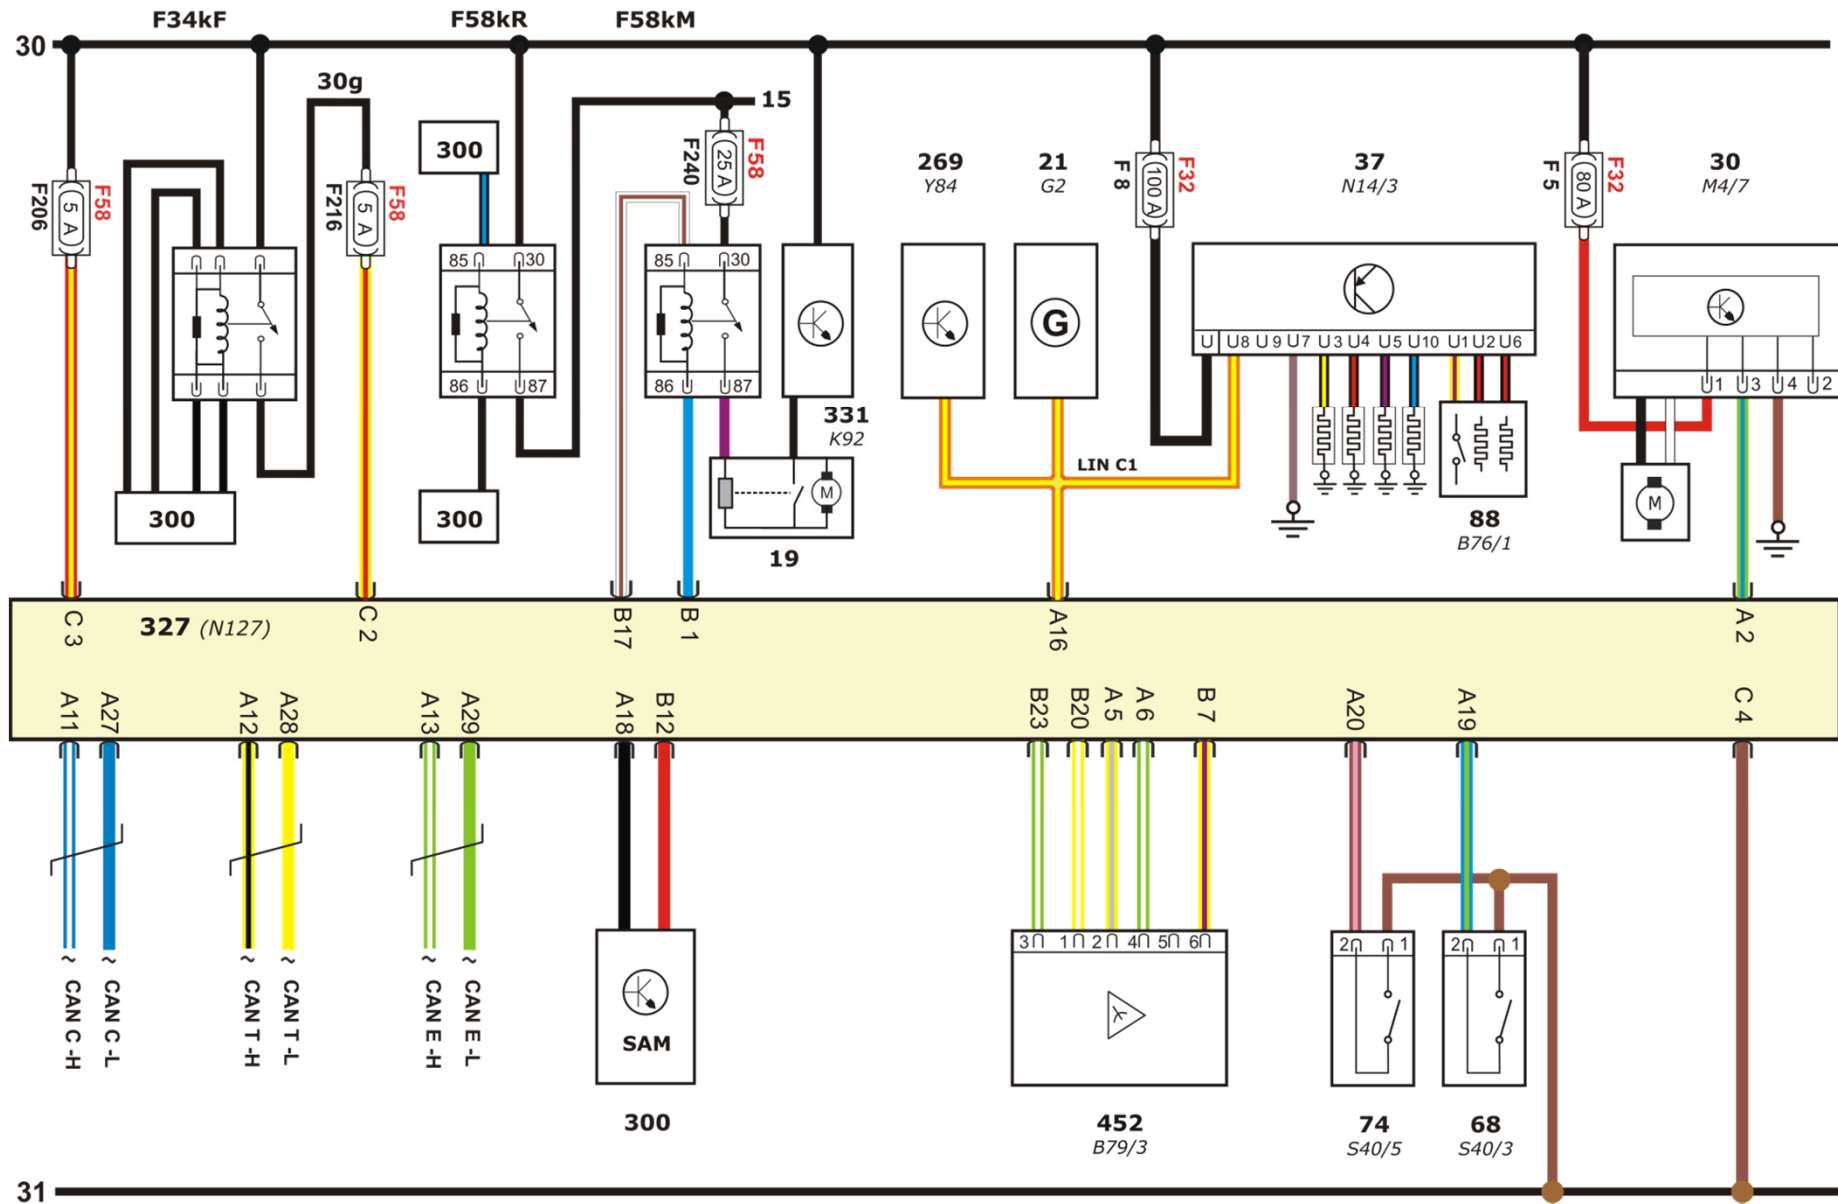 F34kF
F58kR
F58kM
30
30g
15
F206
5 A
F58
F216
5 A
F58
300
F240
25 A
F58
269
Y84
21
G2
F 8
100 A
F32
37
N14/3
F 5
80 A
F32
30
M4/7
85
30
85
30
G
U
U8
U9
U7
U3
U4
U5
U10
U1
U2
U6
1
3
4
2
86
87
86
87
331
K92
LIN C1
300
300
M
19
88
B76/1
M
C 3
327 (N127)
C 2
B17
B 1
A16
A 2
A11
A27
A12
A28
A13
A29
A18
B12
B23
B20
A 5
A 6
B 7
A20
A19
C 4
~ CAN C -H
~ CAN C -L
~ CAN T -H
~ CAN T -L
~ CAN E -H
~ CAN E -L
SAM
300
3
1
2
4
5
6
452
B79/3
2
1
74
S40/5
2
1
68
S40/3
31